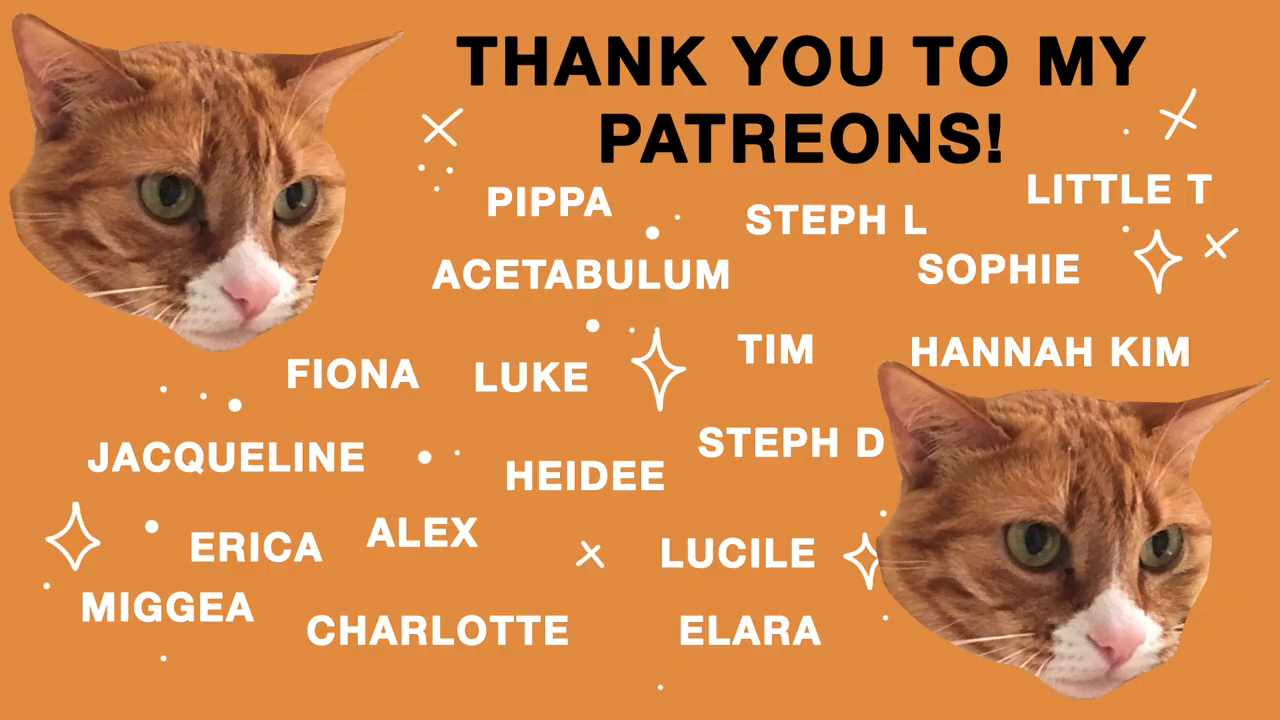 THANK YOU TO MY
PATREONS!
PIPPA
STEPH L
LITTLE T
ACETABULUM
SOPHIE
FIONA
LUKE
TIM
HANNAH KIM
JACQUELINE
HEIDEE
STEPH D
ERICA
ALEX
LUCILE
MIGGEA
CHARLOTTE
ELARA